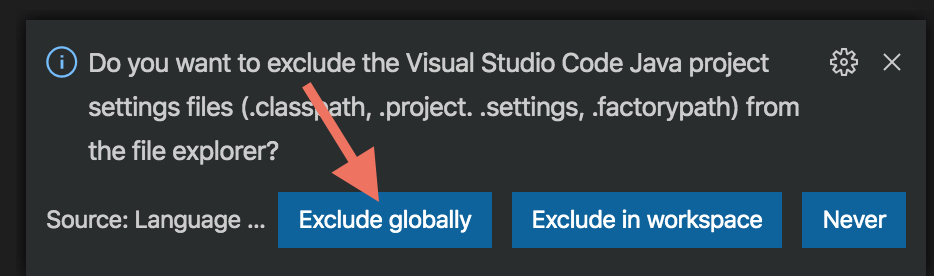 Do you want to exclude the Visual Studio Code Java project
settings files (.classpath, .project. .settings, .factorypath) from
the file explorer?
Source: Language ...
Exclude globally
Exclude in workspace
Never